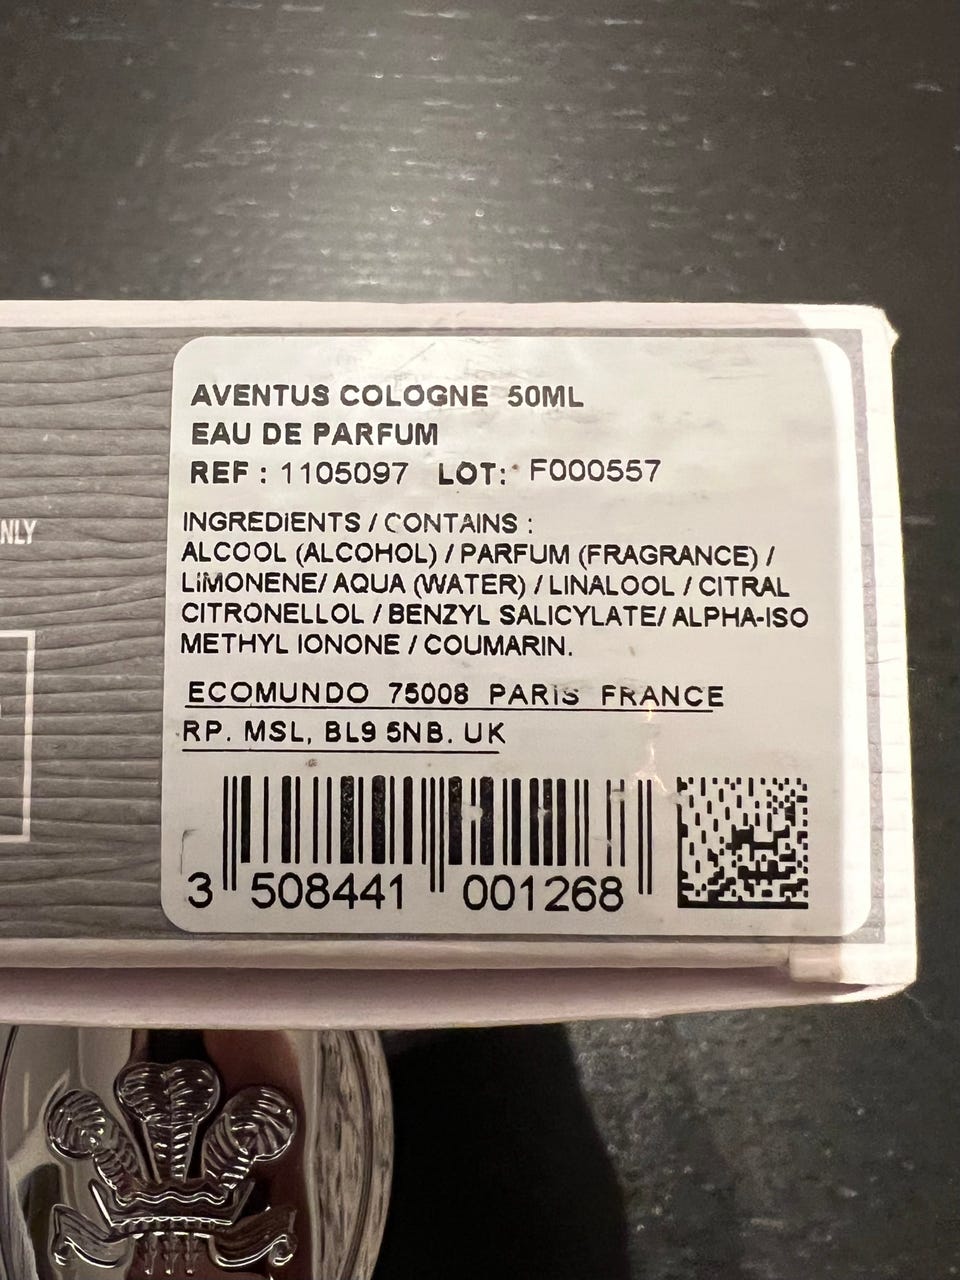 AVENTUS COLOGNE 50ML
EAU DE PARFUM
REF : 1105097 LOT: F000557
NLY
INGREDIENTS / CONTAINS :
ALCOOL (ALCOHOL) / PARFUM (FRAGRANCE) /
LIMONENE/ AQUA (WATER) / LINALOOL / CITRAL
CITRONELLOL / BENZYL SALICYLATE/ ALPHA-ISO
METHYL IONONE / COUMARIN.
ECOMUNDO 75008 PARIS FRANCE
RP. MSL, BL9 5NB. UK
3 508441 001268